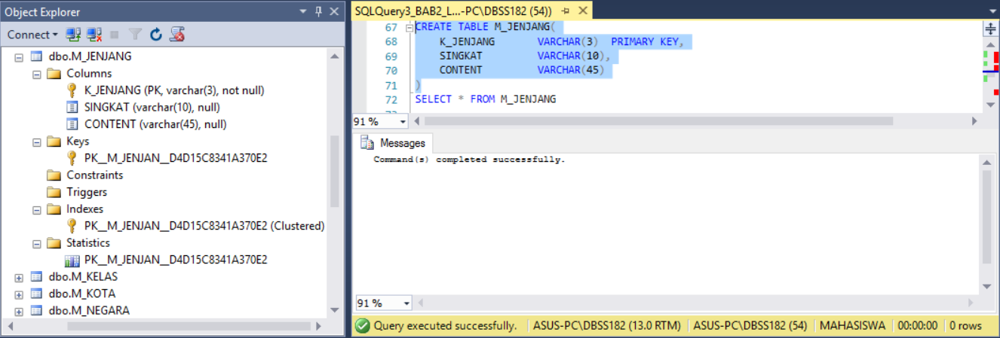 Object Explorer
Connect
dbo.M_JENJANG
Columns
K_JENJANG (PK, varchar(3), not null)
SINGKAT (varchar(10), null)
CONTENT (varchar(45), null)
Keys
PK__M_JENJAN__D4D15C8341A370E2
Constraints
Triggers
Indexes
PK__M_JENJAN__D4D15C8341A370E2 (Clustered)
Statistics
PK__M_JENJAN__D4D15C8341A370E2
dbo.M_KELAS
dbo.M_KOTA
dbo.M_NEGARA
SQLQuery3_BAB2_L...-PC\DBSS182 (54))
67 CREATE TABLE M_JENJANG(
68 K_JENJANG VARCHAR(3) PRIMARY KEY,
69 SINGKAT VARCHAR(10),
70 CONTENT VARCHAR(45)
71 )
72 SELECT * FROM M_JENJANG
91 %
Messages
Command(s) completed successfully.
91 %
Query executed successfully. ASUS-PC\DBSS182 (13.0 RTM) ASUS-PC\DBSS182 (54) MAHASISWA 00:00:00 0 rows